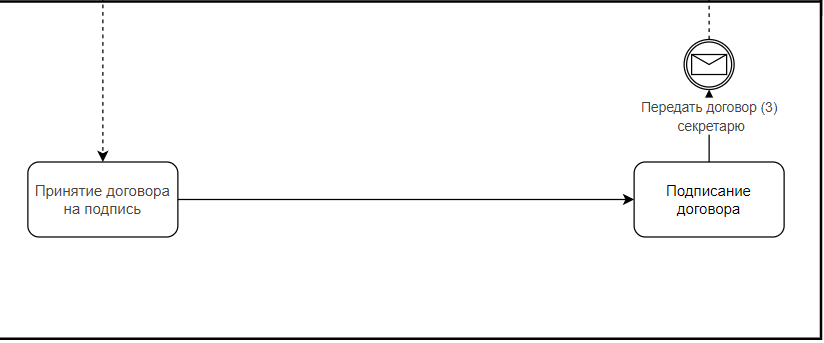 Передать договор (3)
секретарю
Принятие договора
на подпись
Подписание
договора